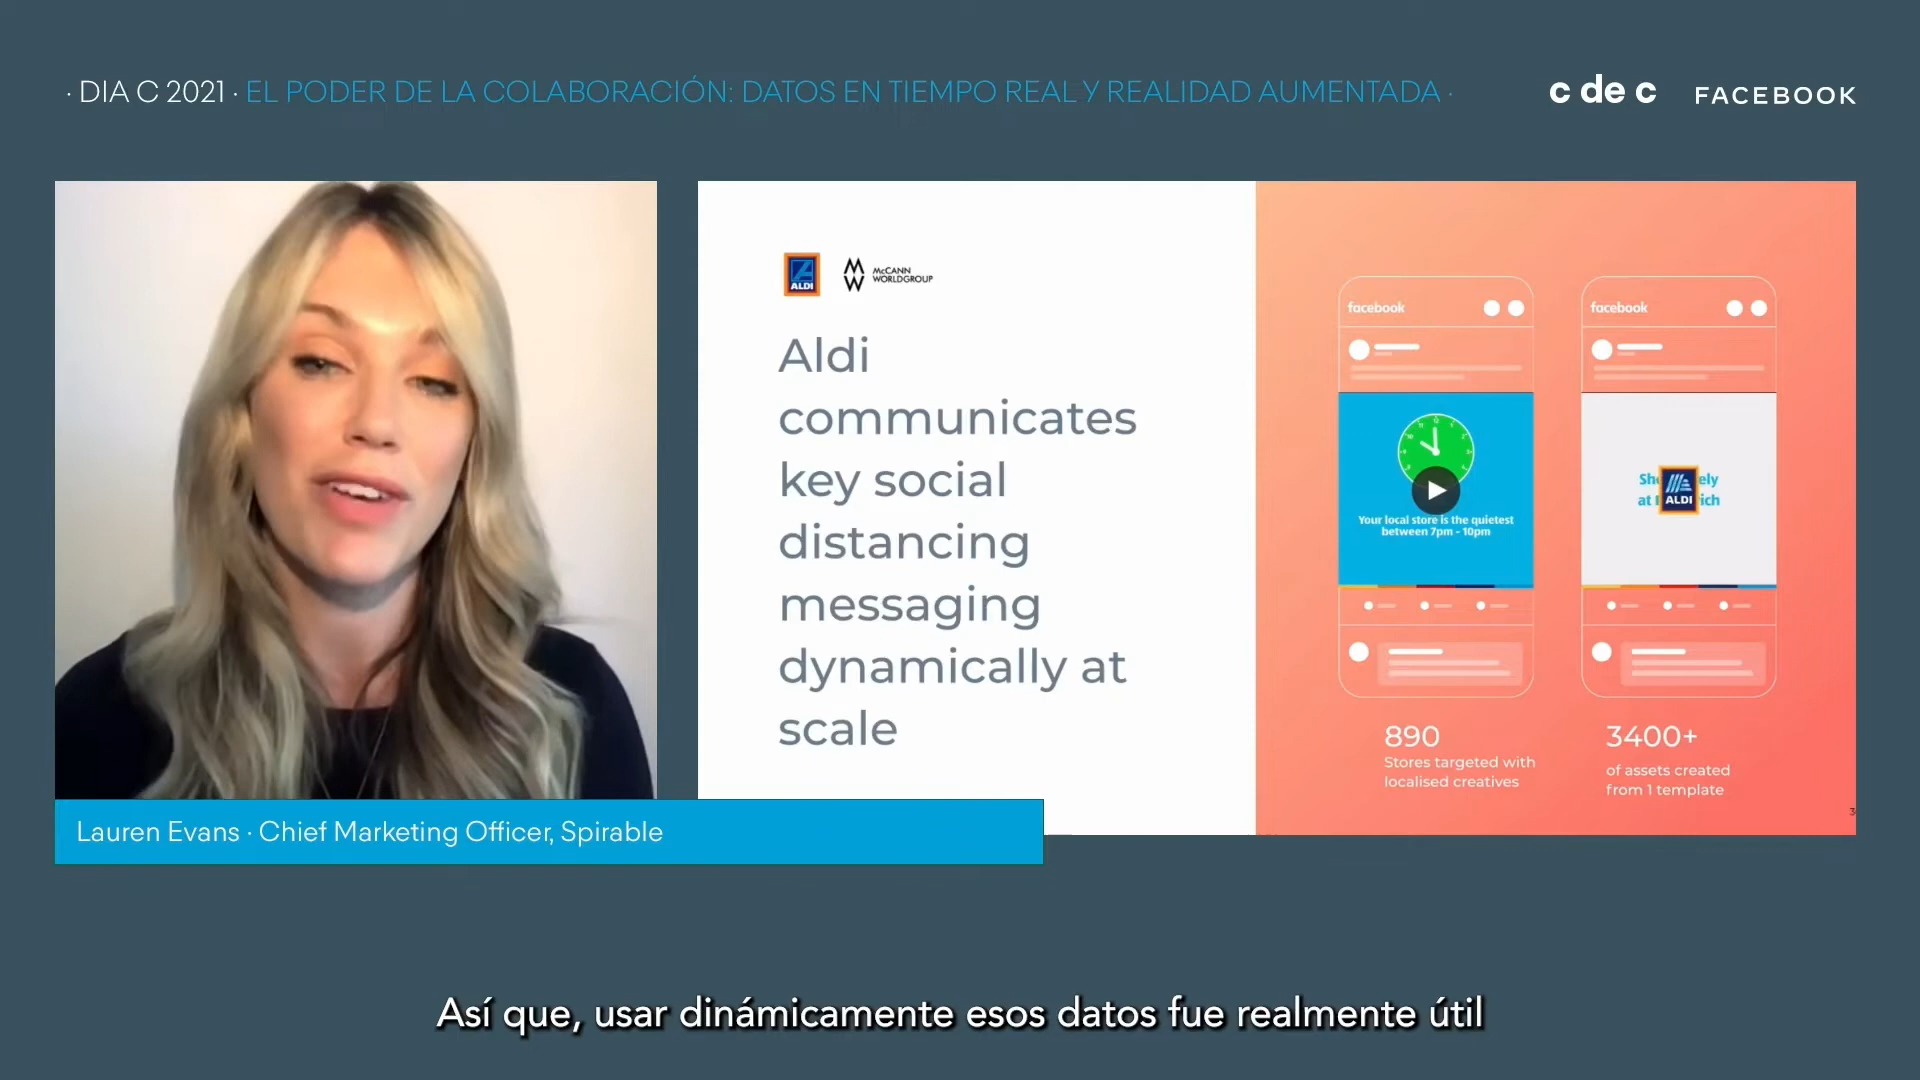 · DIA C 2021 · EL PODER DE LA COLABORACIÓN: DATOS EN TIEMPO REAL Y REALIDAD AUMENTADA ·
c de c
FACEBOOK
ALDI
McCANN
WORLDGROUP
Aldi
communicates
key social
distancing
messaging
dynamically at
scale
facebook
Your local store is the quietest
between 7pm - 10pm
890
Stores targeted with
localised creatives
facebook
ALDI
3400+
of assets created
from 1 template
Lauren Evans · Chief Marketing Officer, Spirable
Así que, usar dinámicamente esos datos fue realmente útil